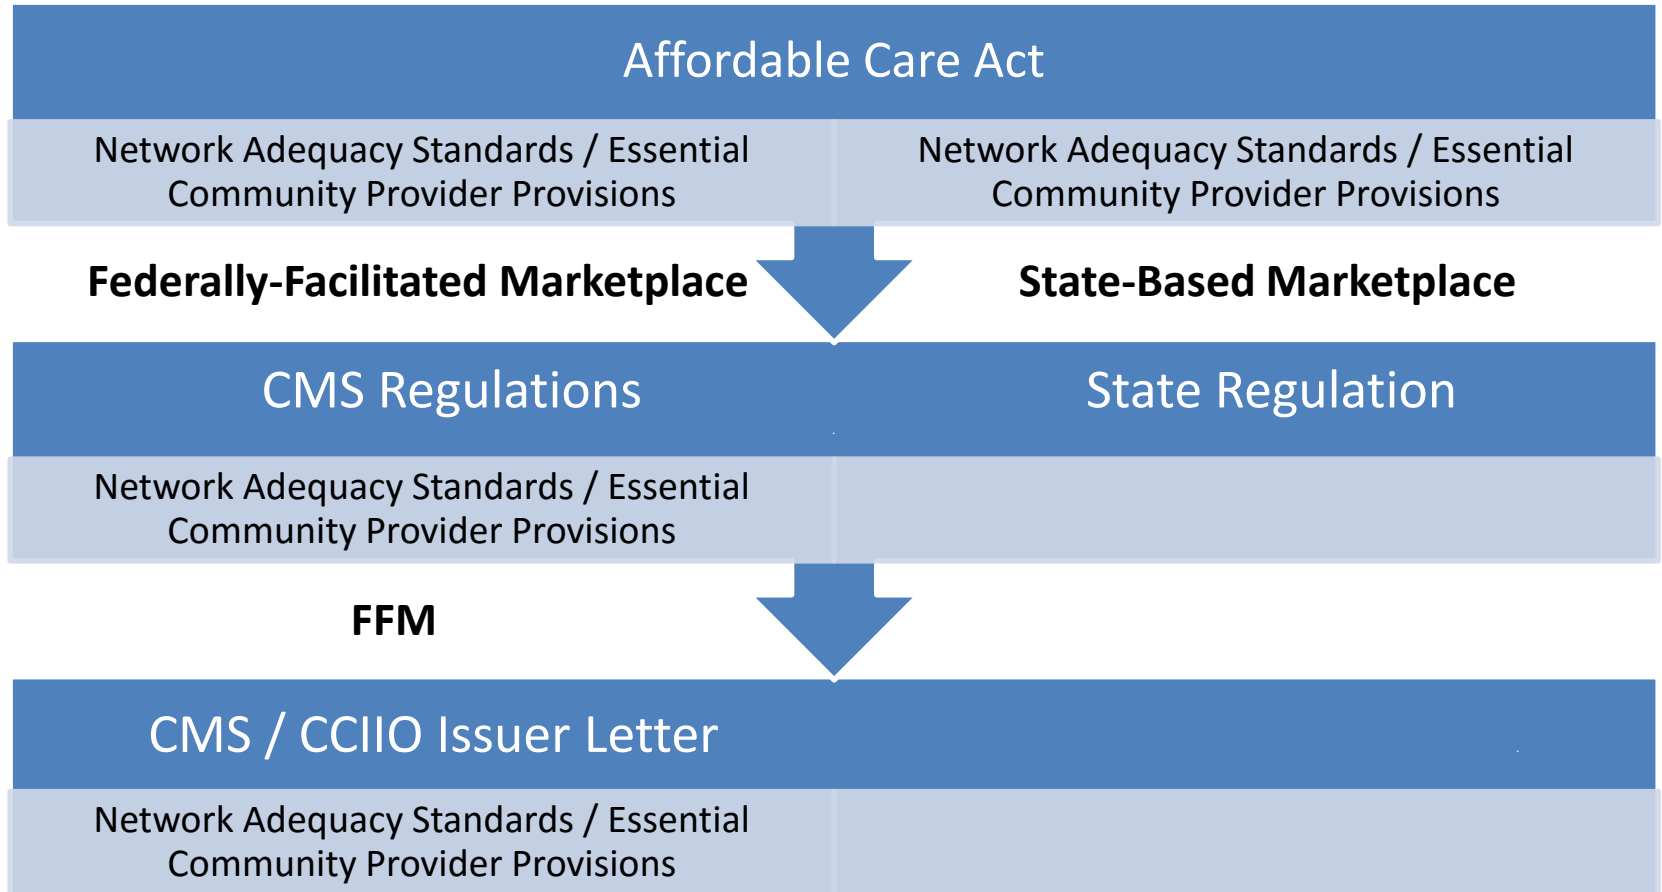 Affordable Care Act
Network Adequacy Standards / Essential
Community Provider Provisions
Network Adequacy Standards / Essential
Community Provider Provisions
Federally-Facilitated Marketplace
State-Based Marketplace
CMS Regulations
State Regulation
Network Adequacy Standards / Essential
Community Provider Provisions
FFM
CMS / CCIIO Issuer Letter
Network Adequacy Standards / Essential
Community Provider Provisions